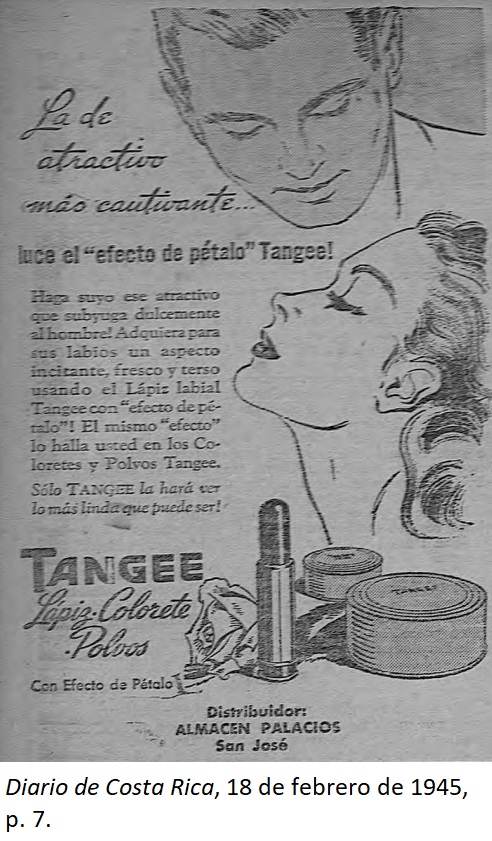 La de
atractivo
más cautivante...
luce el "efecto de pétalo" Tangee!
Haga suyo ese atractivo
que subyuga dulcemente
al hombre! Adquiera para
sus labios un aspecto
incitante, fresco y terso
usando el Lápiz labial
Tangee con "efecto de pé-
talo"! El mismo "efecto"
lo halla usted en los Co-
loretes y Polvos Tangee.
Sólo TANGEE la hará ver
lo más linda que puede ser!
TANGEE
TANGEE
Lápiz·Colorete
·Polvos
Con Efecto de Pétalo
Distribuidor:
ALMACEN PALACIOS
San José
Diario de Costa Rica, 18 de febrero de 1945,
p. 7.